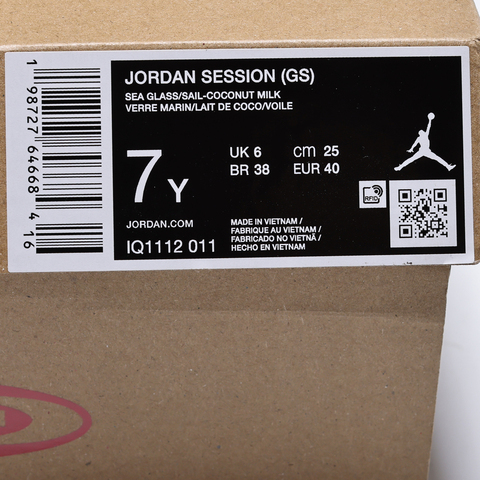 1 98727 64668 4 16
JORDAN SESSION (GS)
SEA GLASS/SAIL-COCONUT MILK
VERRE MARIN/LAIT DE COCO/VOILE
7 Y
UK 6 cm 25
BR 38 EUR 40
RFID
JORDAN.COM
IQ1112 011
MADE IN VIETNAM /
FABRIQUE AU VIETNAM /
FABRICADO NO VIETNÃ /
HECHO EN VIETNAM